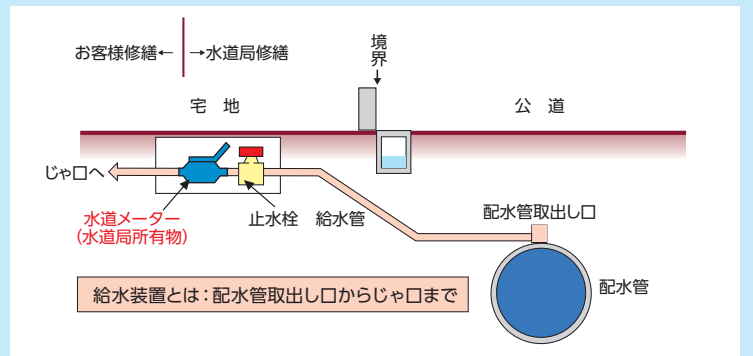 お客様修繕← →水道局修繕
境界
↓
宅 地
公 道
じゃ口へ
水道メーター
(水道局所有物)
止水栓
給水管
配水管取出し口
配水管
給水装置とは：配水管取出し口からじゃ口まで